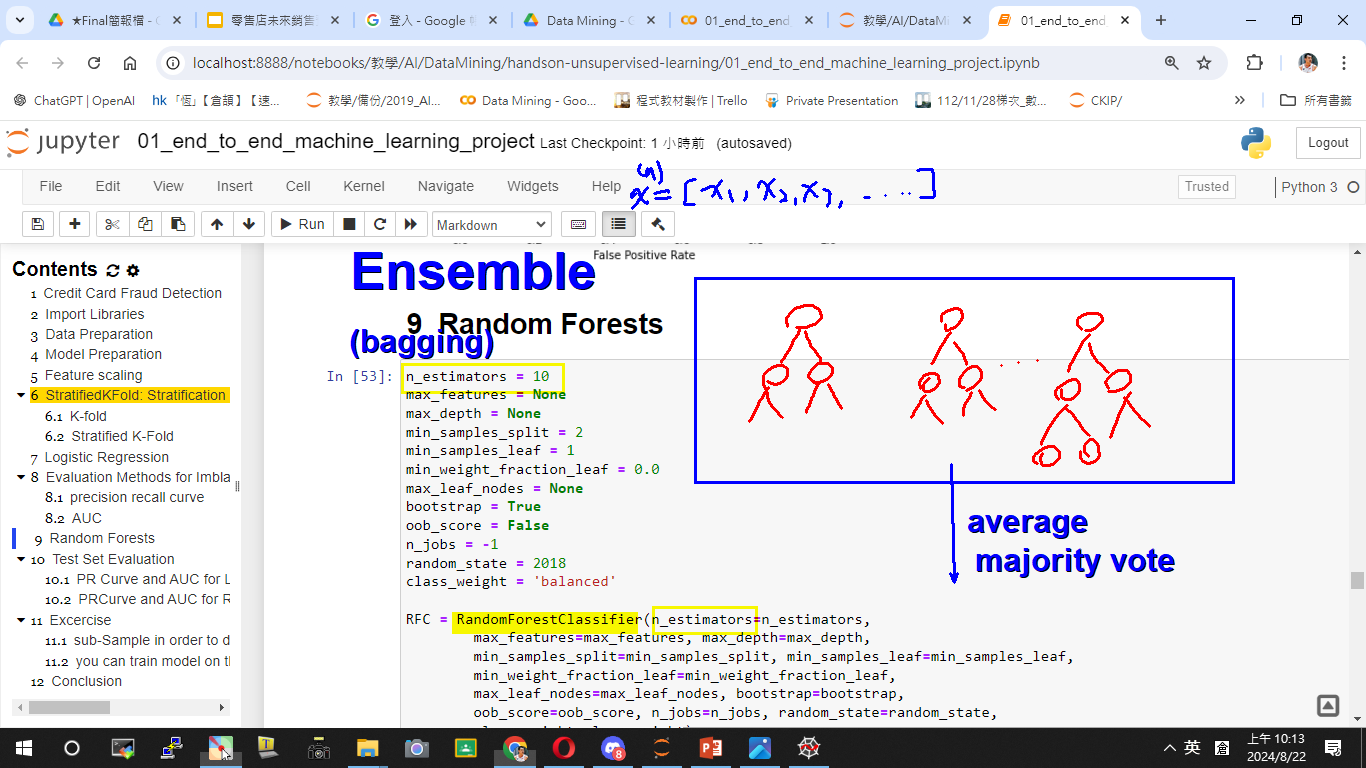 ★Final簡報檔 - G
零售店未來銷售
登入 - Google
Data Mining - G
01_end_to_end
教學/AI/DataMi
01_end_to_end
localhost:8888/notebooks/教學/AI/DataMining/handson-unsupervised-learning/01_end_to_end_machine_learning_project.ipynb
ChatGPT | OpenAI
hk「恆」【倉頡】【速...
教學/備份/2019_AI...
Data Mining - Goo...
程式教材製作 | Trello
Private Presentation
112/11/28梯次_數...
CKIP/
所有書籤
jupyter
01_end_to_end_machine_learning_project Last Checkpoint: 1 小時前 (autosaved)
Logout
File Edit View Insert Cell Kernel Navigate Widgets Help
Trusted
Python 3
x = [x1, x2, x3, ....]
Run
Markdown
Contents
1 Credit Card Fraud Detection
2 Import Libraries
3 Data Preparation
4 Model Preparation
5 Feature scaling
6 StratifiedKFold: Stratification
6.1 K-fold
6.2 Stratified K-Fold
7 Logistic Regression
8 Evaluation Methods for Imbla
8.1 precision recall curve
8.2 AUC
9 Random Forests
10 Test Set Evaluation
10.1 PR Curve and AUC for L
10.2 PRCurve and AUC for R
11 Excercise
11.1 sub-Sample in order to d
11.2 you can train model on t
12 Conclusion
False Positive Rate
Ensemble
9 Random Forests
(bagging)
In [53]:
n_estimators = 10
max_features = None
max_depth = None
min_samples_split = 2
min_samples_leaf = 1
min_weight_fraction_leaf = 0.0
max_leaf_nodes = None
bootstrap = True
oob_score = False
n_jobs = -1
random_state = 2018
class_weight = 'balanced'
RFC = RandomForestClassifier(n_estimators=n_estimators,
max_features=max_features, max_depth=max_depth,
min_samples_split=min_samples_split, min_samples_leaf=min_samples_leaf,
min_weight_fraction_leaf=min_weight_fraction_leaf,
max_leaf_nodes=max_leaf_nodes, bootstrap=bootstrap,
oob_score=oob_score, n_jobs=n_jobs, random_state=random_state,
average
majority vote
英
倉
上午 10:13
2024/8/22